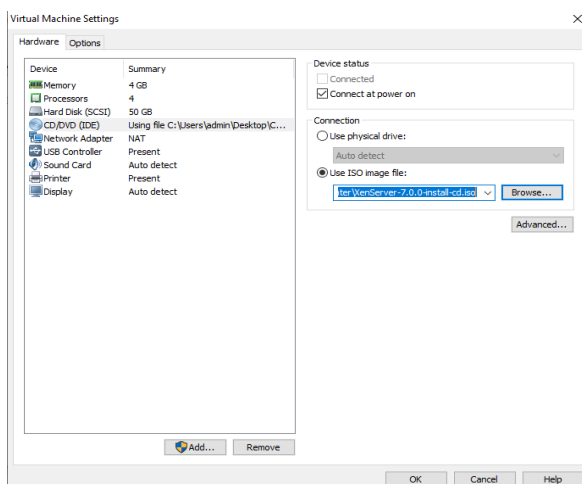 Virtual Machine Settings
Hardware Options
Device Summary
Memory 4 GB
Processors 4
Hard Disk (SCSI) 50 GB
CD/DVD (IDE) Using file C:\Users\admin\Desktop\C...
Network Adapter NAT
USB Controller Present
Sound Card Auto detect
Printer Present
Display Auto detect
Add... Remove
Device status
Connected
Connect at power on
Connection
Use physical drive:
Auto detect
Use ISO image file:
ter\XenServer-7.0.0-install-cd.iso Browse...
Advanced...
OK Cancel Help